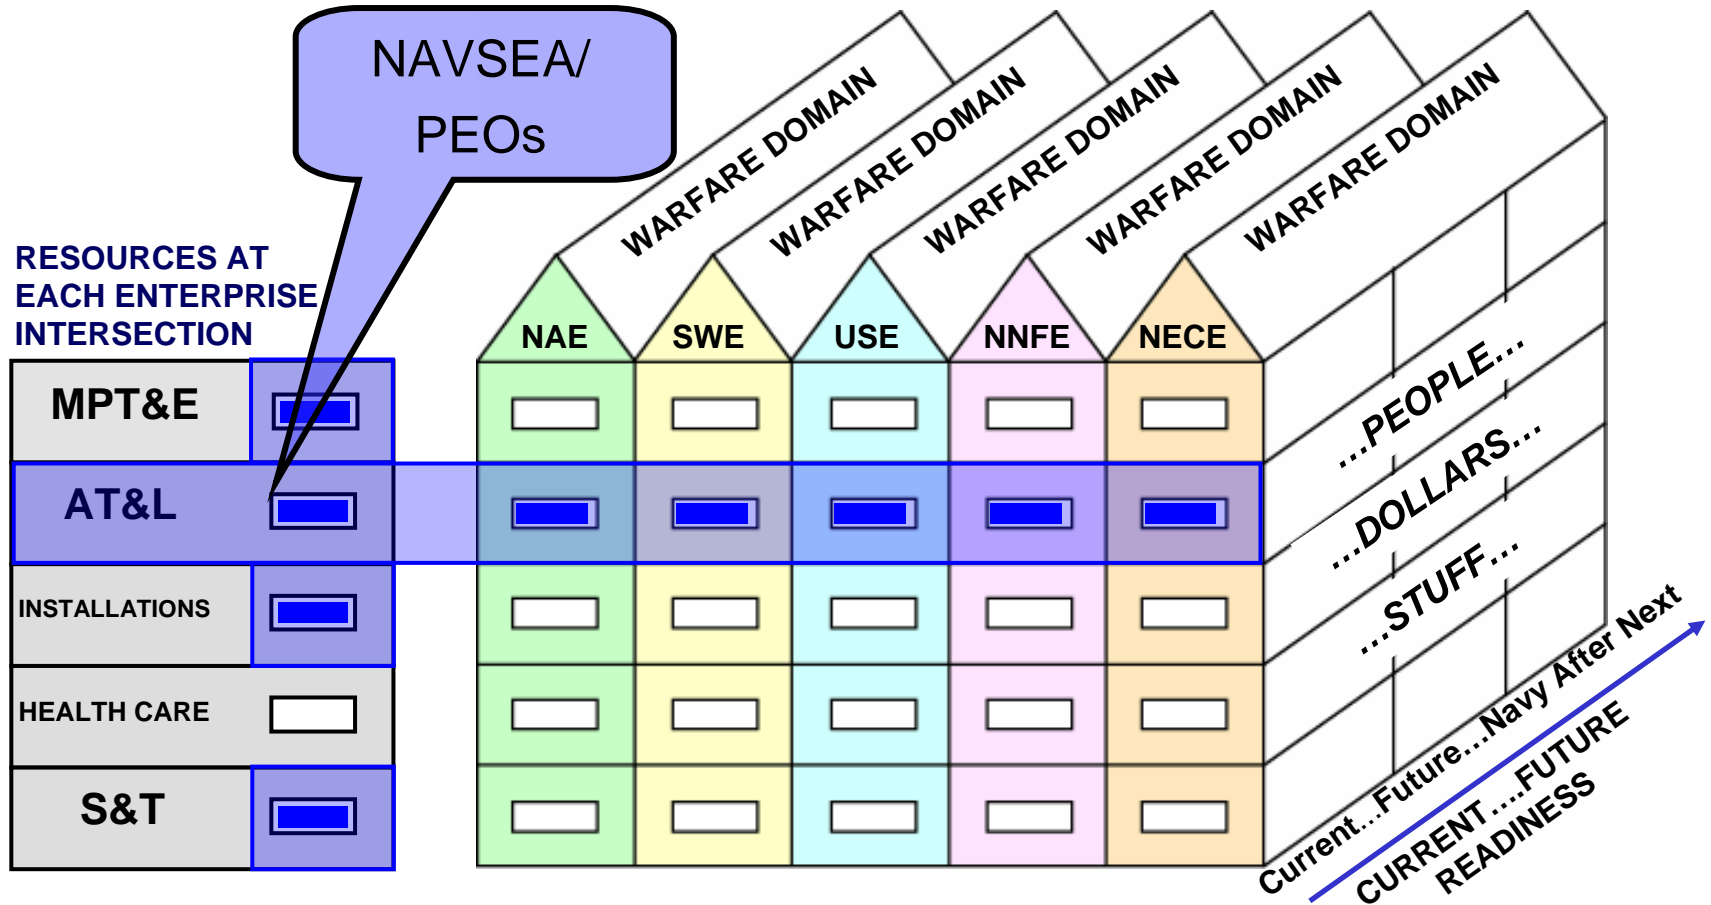 NAVSEA/
PEOs
WARFARE DOMAIN
WARFARE DOMAIN
WARFARE DOMAIN
WARFARE DOMAIN
WARFARE DOMAIN
RESOURCES AT
EACH ENTERPRISE
INTERSECTION
NAE
SWE
USE
NNFE
NECE
MPT&E
AT&L
INSTALLATIONS
HEALTH CARE
S&T
...PEOPLE...
...DOLLARS...
...STUFF...
Current...Future...Navy After Next
CURRENT....FUTURE
READINESS